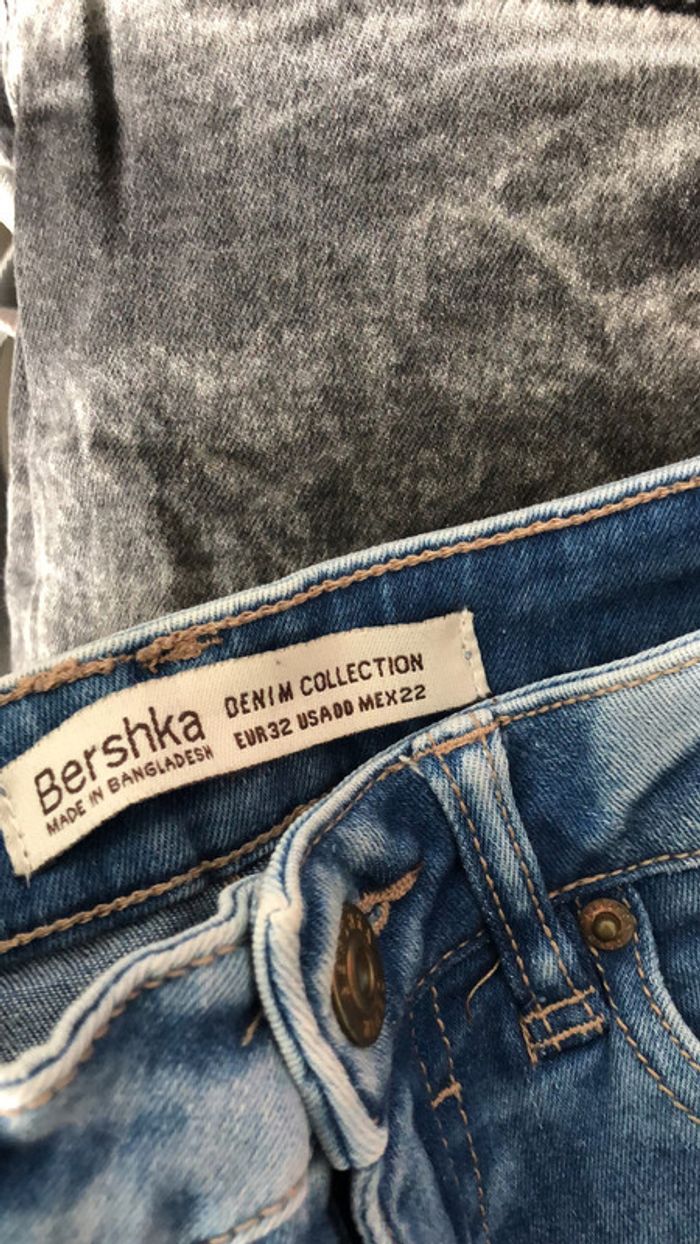 Bershka
MADE IN BANGLADESH
DENIM COLLECTION
EUR32 USA00 MEX22